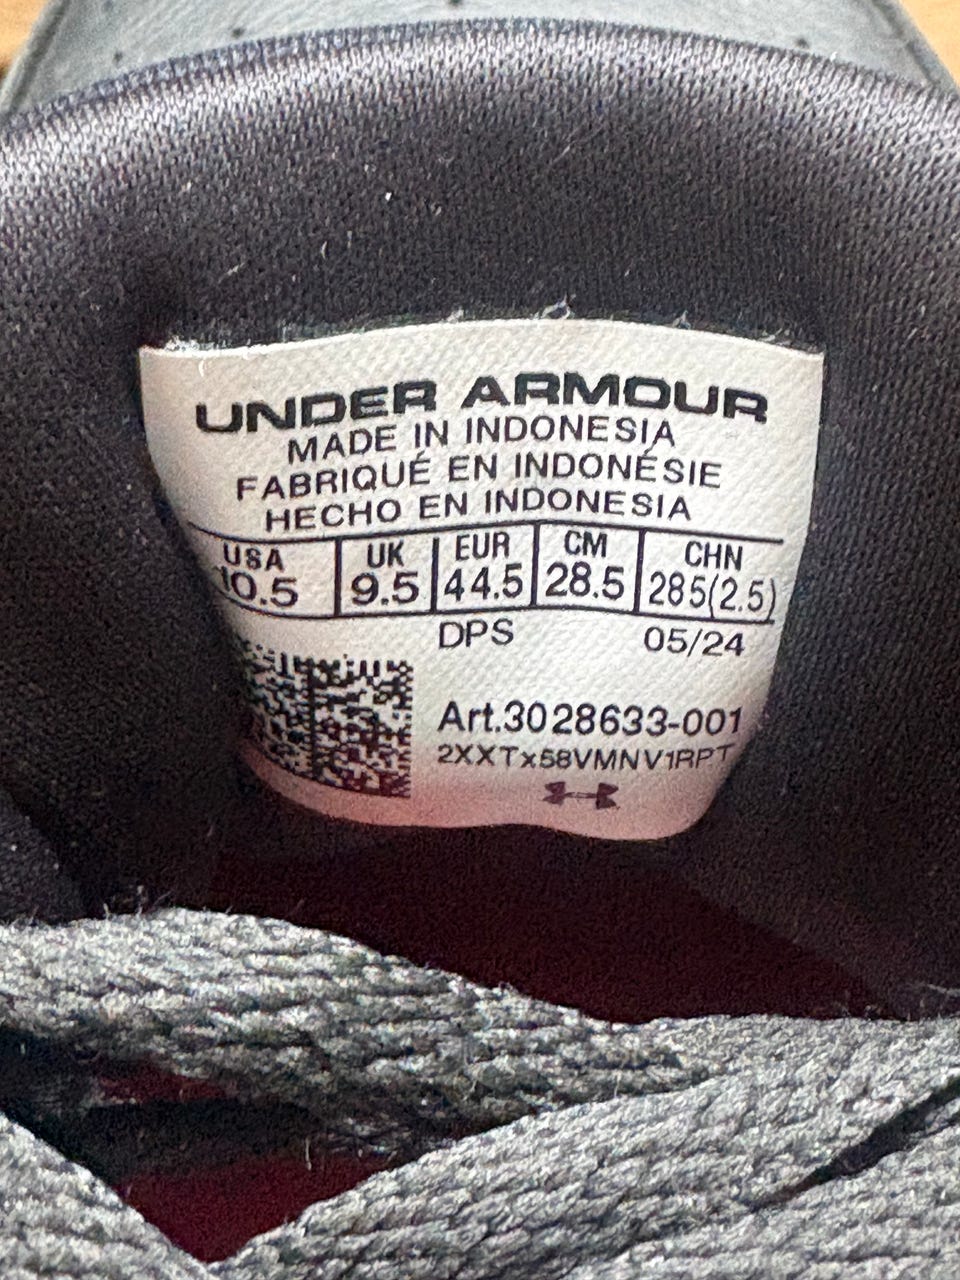 UNDER ARMOUR
MADE IN INDONESIA
FABRIQUÉ EN INDONÉSIE
HECHO EN INDONESIA
USA UK EUR CM CHN
10.5 9.5 44.5 28.5 285(2.5)
DPS 05/24
Art.3028633-001
2XXTx58VMNV1RPT